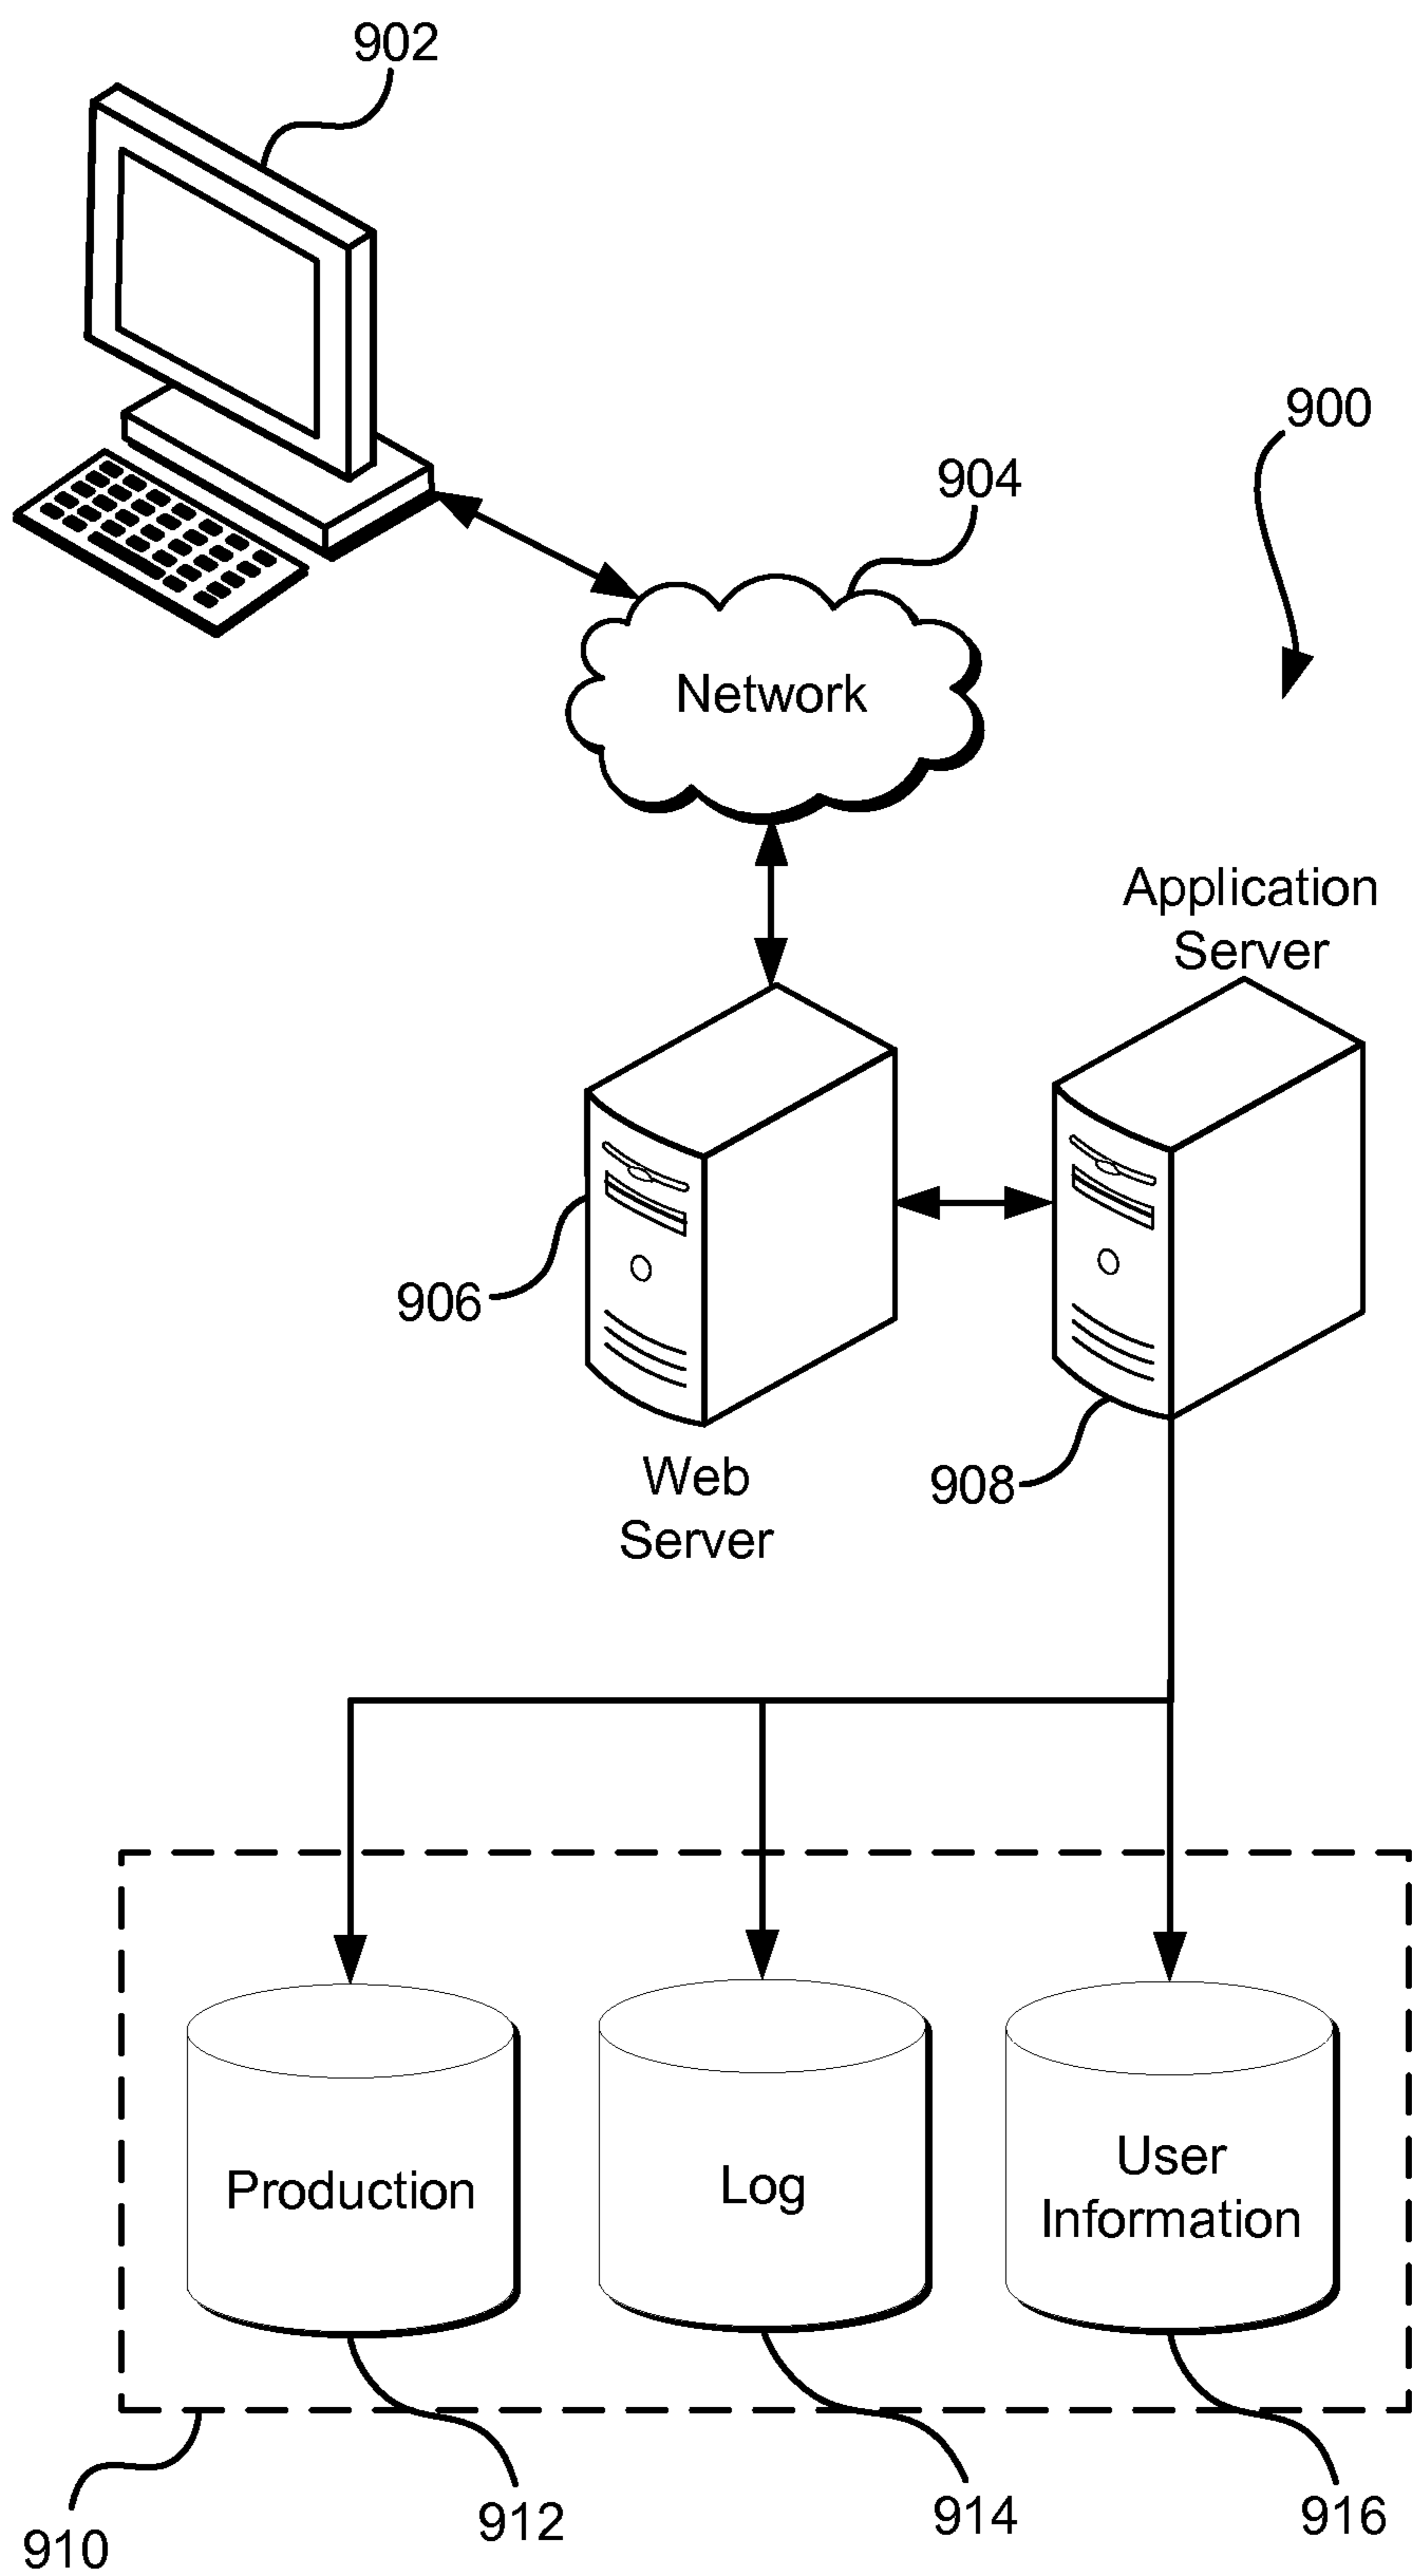 902
900
904
Network
Application
Server
906
908
Web
Server
Production
Log
User
Information
910
912
914
916